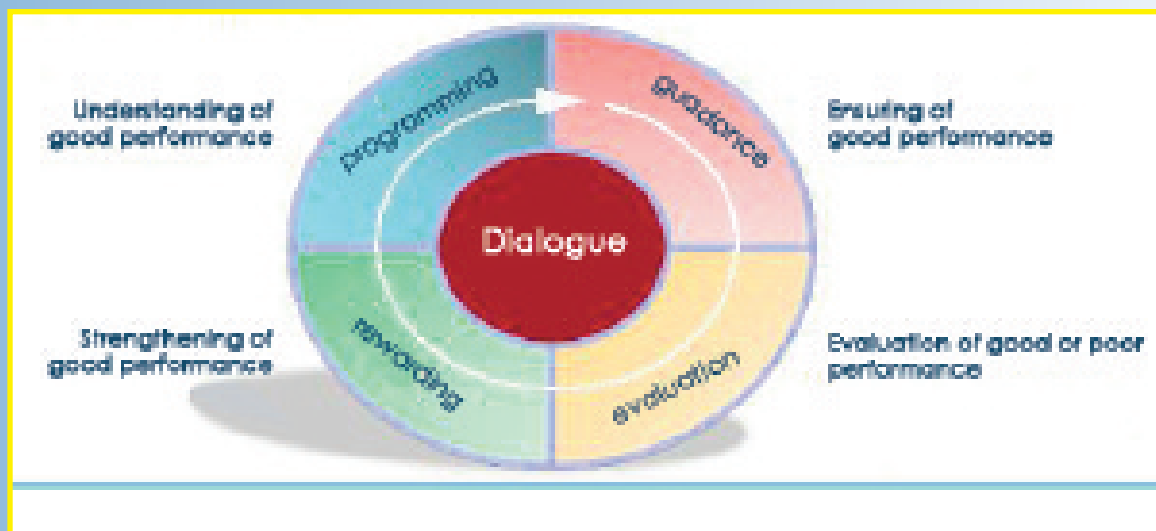 Understanding of
good performance
programming
guadance
Ensuring of
good performance
Dialogue
Strengthening of
good performance
rewarding
evaluation
Evaluation of good or poor
performance